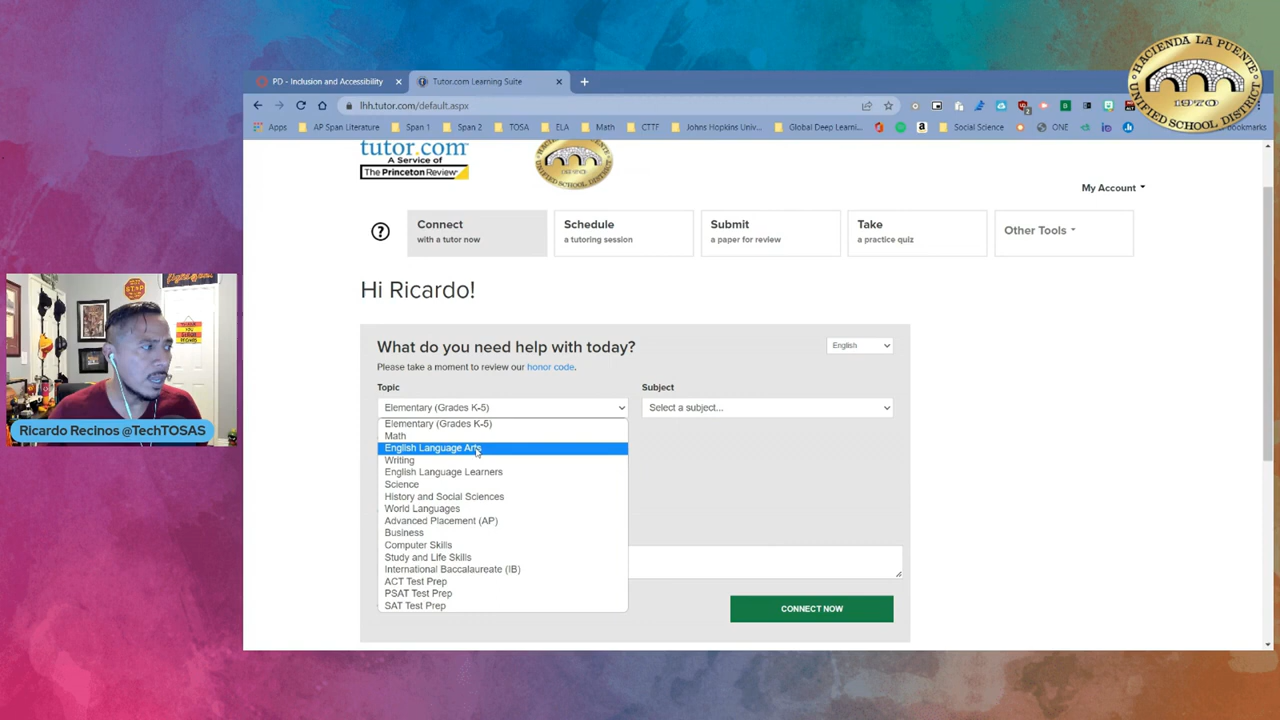 HACIENDA LA PUENTE
1970
UNIFIED SCHOOL DISTRICT
PD - Inclusion and Accessibility
Tutor.com Learning Suite
lhh.tutor.com/default.aspx
Apps
AP Span Literature
Span 1
Span 2
TOSA
ELA
Math
CTTF
Johns Hopkins Univ...
Global Deep Learni...
Social Science
ONE
bookmarks
tutor.com
A Service of
The Princeton Review
My Account
Connect
with a tutor now
Schedule
a tutoring session
Submit
a paper for review
Take
a practice quiz
Other Tools
Hi Ricardo!
What do you need help with today?
English
Please take a moment to review our honor code.
Topic
Subject
Elementary (Grades K-5)
Select a subject...
Elementary (Grades K-5)
Math
English Language Arts
Writing
English Language Learners
Science
History and Social Sciences
World Languages
Advanced Placement (AP)
Business
Computer Skills
Study and Life Skills
International Baccalaureate (IB)
ACT Test Prep
PSAT Test Prep
SAT Test Prep
CONNECT NOW
Ricardo Recinos @TechTOSAS